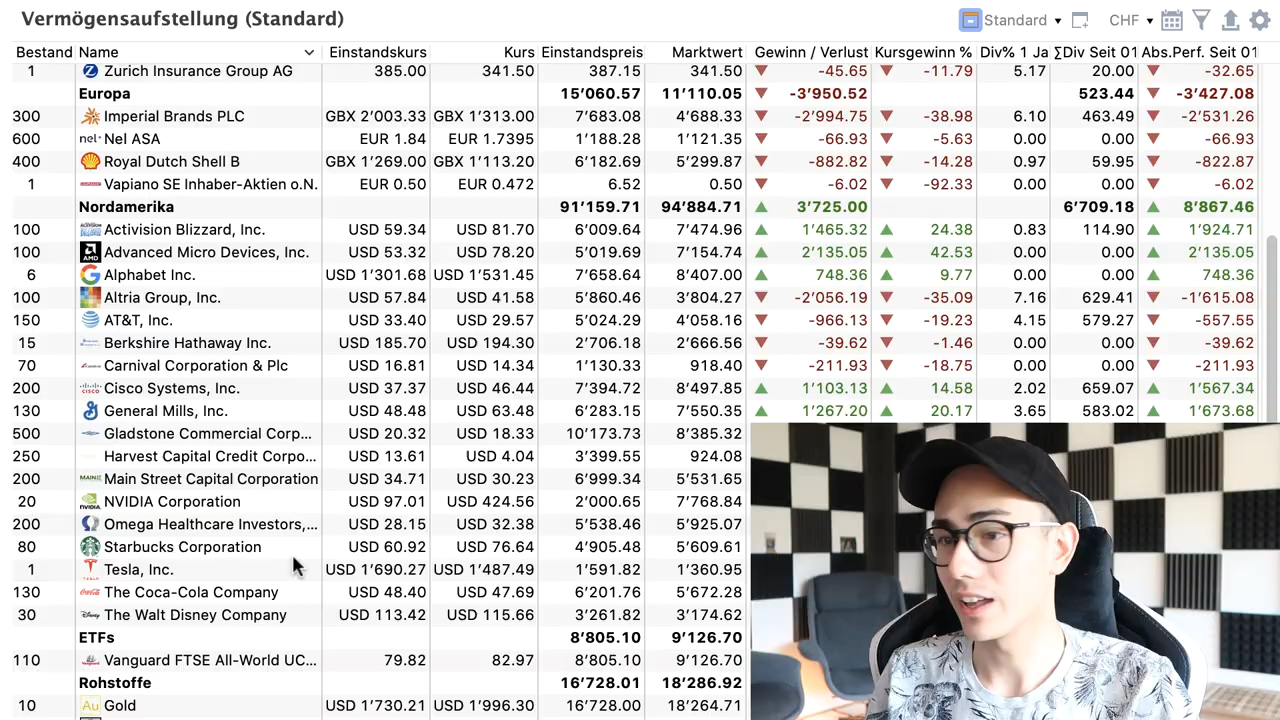 Vermögensaufstellung (Standard) Standard CHF
Bestand Name Einstandskurs Kurs Einstandspreis Marktwert Gewinn / Verlust Kursgewinn % Div% 1 Ja ΣDiv Seit 01 Abs.Perf. Seit 01
1 Zurich Insurance Group AG 385.00 341.50 387.15 341.50 -45.65 -11.79 5.17 20.00 -32.65
Europa 15’060.57 11’110.05 -3’950.52 523.44 -3’427.08
300 Imperial Brands PLC GBX 2’003.33 GBX 1’313.00 7’683.08 4’688.33 -2’994.75 -38.98 6.10 463.49 -2’531.26
600 nel• Nel ASA EUR 1.84 EUR 1.7395 1’188.28 1’121.35 -66.93 -5.63 0.00 0.00 -66.93
400 Royal Dutch Shell B GBX 1’269.00 GBX 1’113.20 6’182.69 5’299.87 -882.82 -14.28 0.97 59.95 -822.87
1 Vapiano SE Inhaber-Aktien o.N. EUR 0.50 EUR 0.472 6.52 0.50 -6.02 -92.33 0.00 0.00 -6.02
Nordamerika 91’159.71 94’884.71 3’725.00 6’709.18 8’867.46
100 Activision Blizzard, Inc. USD 59.34 USD 81.70 6’009.64 7’474.96 1’465.32 24.38 0.83 114.90 1’924.71
100 AMD Advanced Micro Devices, Inc. USD 53.32 USD 78.20 5’019.69 7’154.74 2’135.05 42.53 0.00 0.00 2’135.05
6 Alphabet Inc. USD 1’301.68 USD 1’531.45 7’658.64 8’407.00 748.36 9.77 0.00 0.00 748.36
100 Altria Group, Inc. USD 57.84 USD 41.58 5’860.46 3’804.27 -2’056.19 -35.09 7.16 629.41 -1’615.08
150 AT&T, Inc. USD 33.40 USD 29.57 5’024.29 4’058.16 -966.13 -19.23 4.15 579.27 -557.55
15 Berkshire Hathaway Inc. USD 185.70 USD 194.30 2’706.18 2’666.56 -39.62 -1.46 0.00 0.00 -39.62
70 Carnival Corporation & Plc USD 16.81 USD 14.34 1’130.33 918.40 -211.93 -18.75 0.00 0.00 -211.93
200 CISCO Cisco Systems, Inc. USD 37.37 USD 46.44 7’394.72 8’497.85 1’103.13 14.58 2.02 659.07 1’567.34
130 General Mills, Inc. USD 48.48 USD 63.48 6’283.15 7’550.35 1’267.20 20.17 3.65 583.02 1’673.68
500 Gladstone Commercial Corp... USD 20.32 USD 18.33 10’173.73 8’385.32
250 Harvest Capital Credit Corpo... USD 13.61 USD 4.04 3’399.55 924.08
200 MAIN Main Street Capital Corporation USD 34.71 USD 30.23 6’999.34 5’531.65
20 NVIDIA NVIDIA Corporation USD 97.01 USD 424.56 2’000.65 7’768.84
200 Omega Healthcare Investors,... USD 28.15 USD 32.38 5’538.46 5’925.07
80 Starbucks Corporation USD 60.92 USD 76.64 4’905.48 5’609.61
1 TESLA Tesla, Inc. USD 1’690.27 USD 1’487.49 1’591.82 1’360.95
130 The Coca-Cola Company USD 48.40 USD 47.69 6’201.76 5’672.28
30 Disney The Walt Disney Company USD 113.42 USD 115.66 3’261.82 3’174.62
ETFs 8’805.10 9’126.70
110 Vanguard FTSE All-World UC... 79.82 82.97 8’805.10 9’126.70
Rohstoffe 16’728.01 18’286.92
10 Au Gold USD 1’730.21 USD 1’996.30 16’728.00 18’264.71